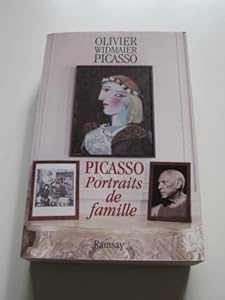 OLIVIER
WIDMAIER
PICASSO
PICASSO
Portraits
de
famille
Ramsay